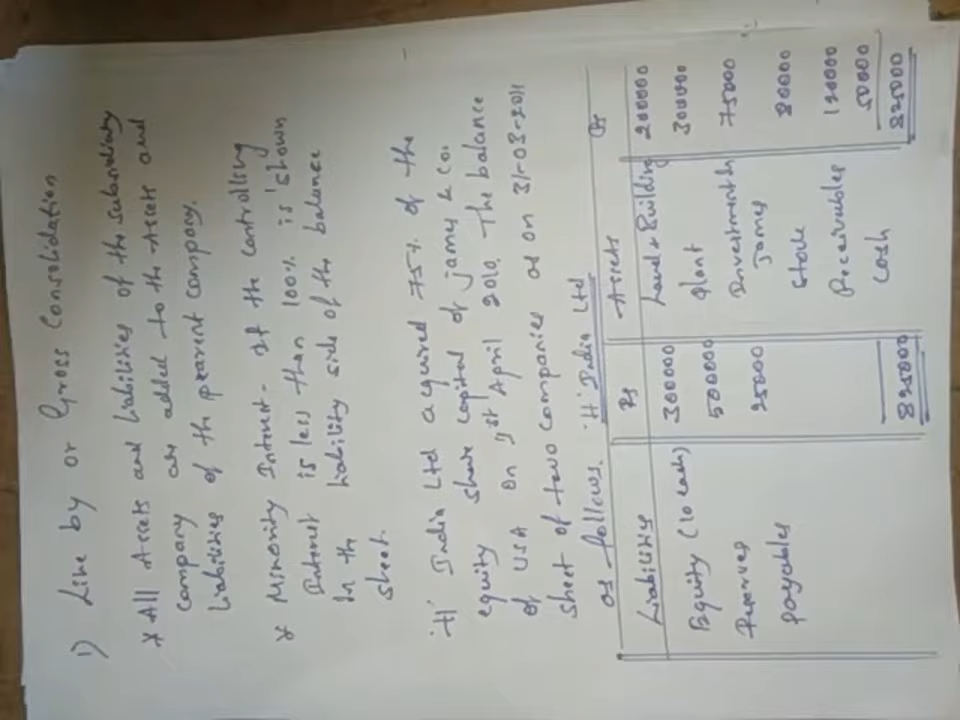 1) Line by or Gross Consolidation
* All Assets and liabilities of the subsidiary
company are added to the Assets and
liabilities of the prarent company.
* Minority Interest - If the controlling
Interest is less than 100% is shown
In the liability side of the balance
sheet.
'H' India Ltd acquired 75% of the
equity share capital of James & Co.
of USA on 1st April 2010. The balance
sheet of two companies as on 31-03-2011
as follows. 'H' India Ltd
Liabilities Rs Assets Rs
Equity (10 each) 300000 Land & Building 200000
Reserves 500000 plant 300000
payables 25000 Investment In James 75000
Stock 80000
Receivables 120000
Cash 50000
825000 825000